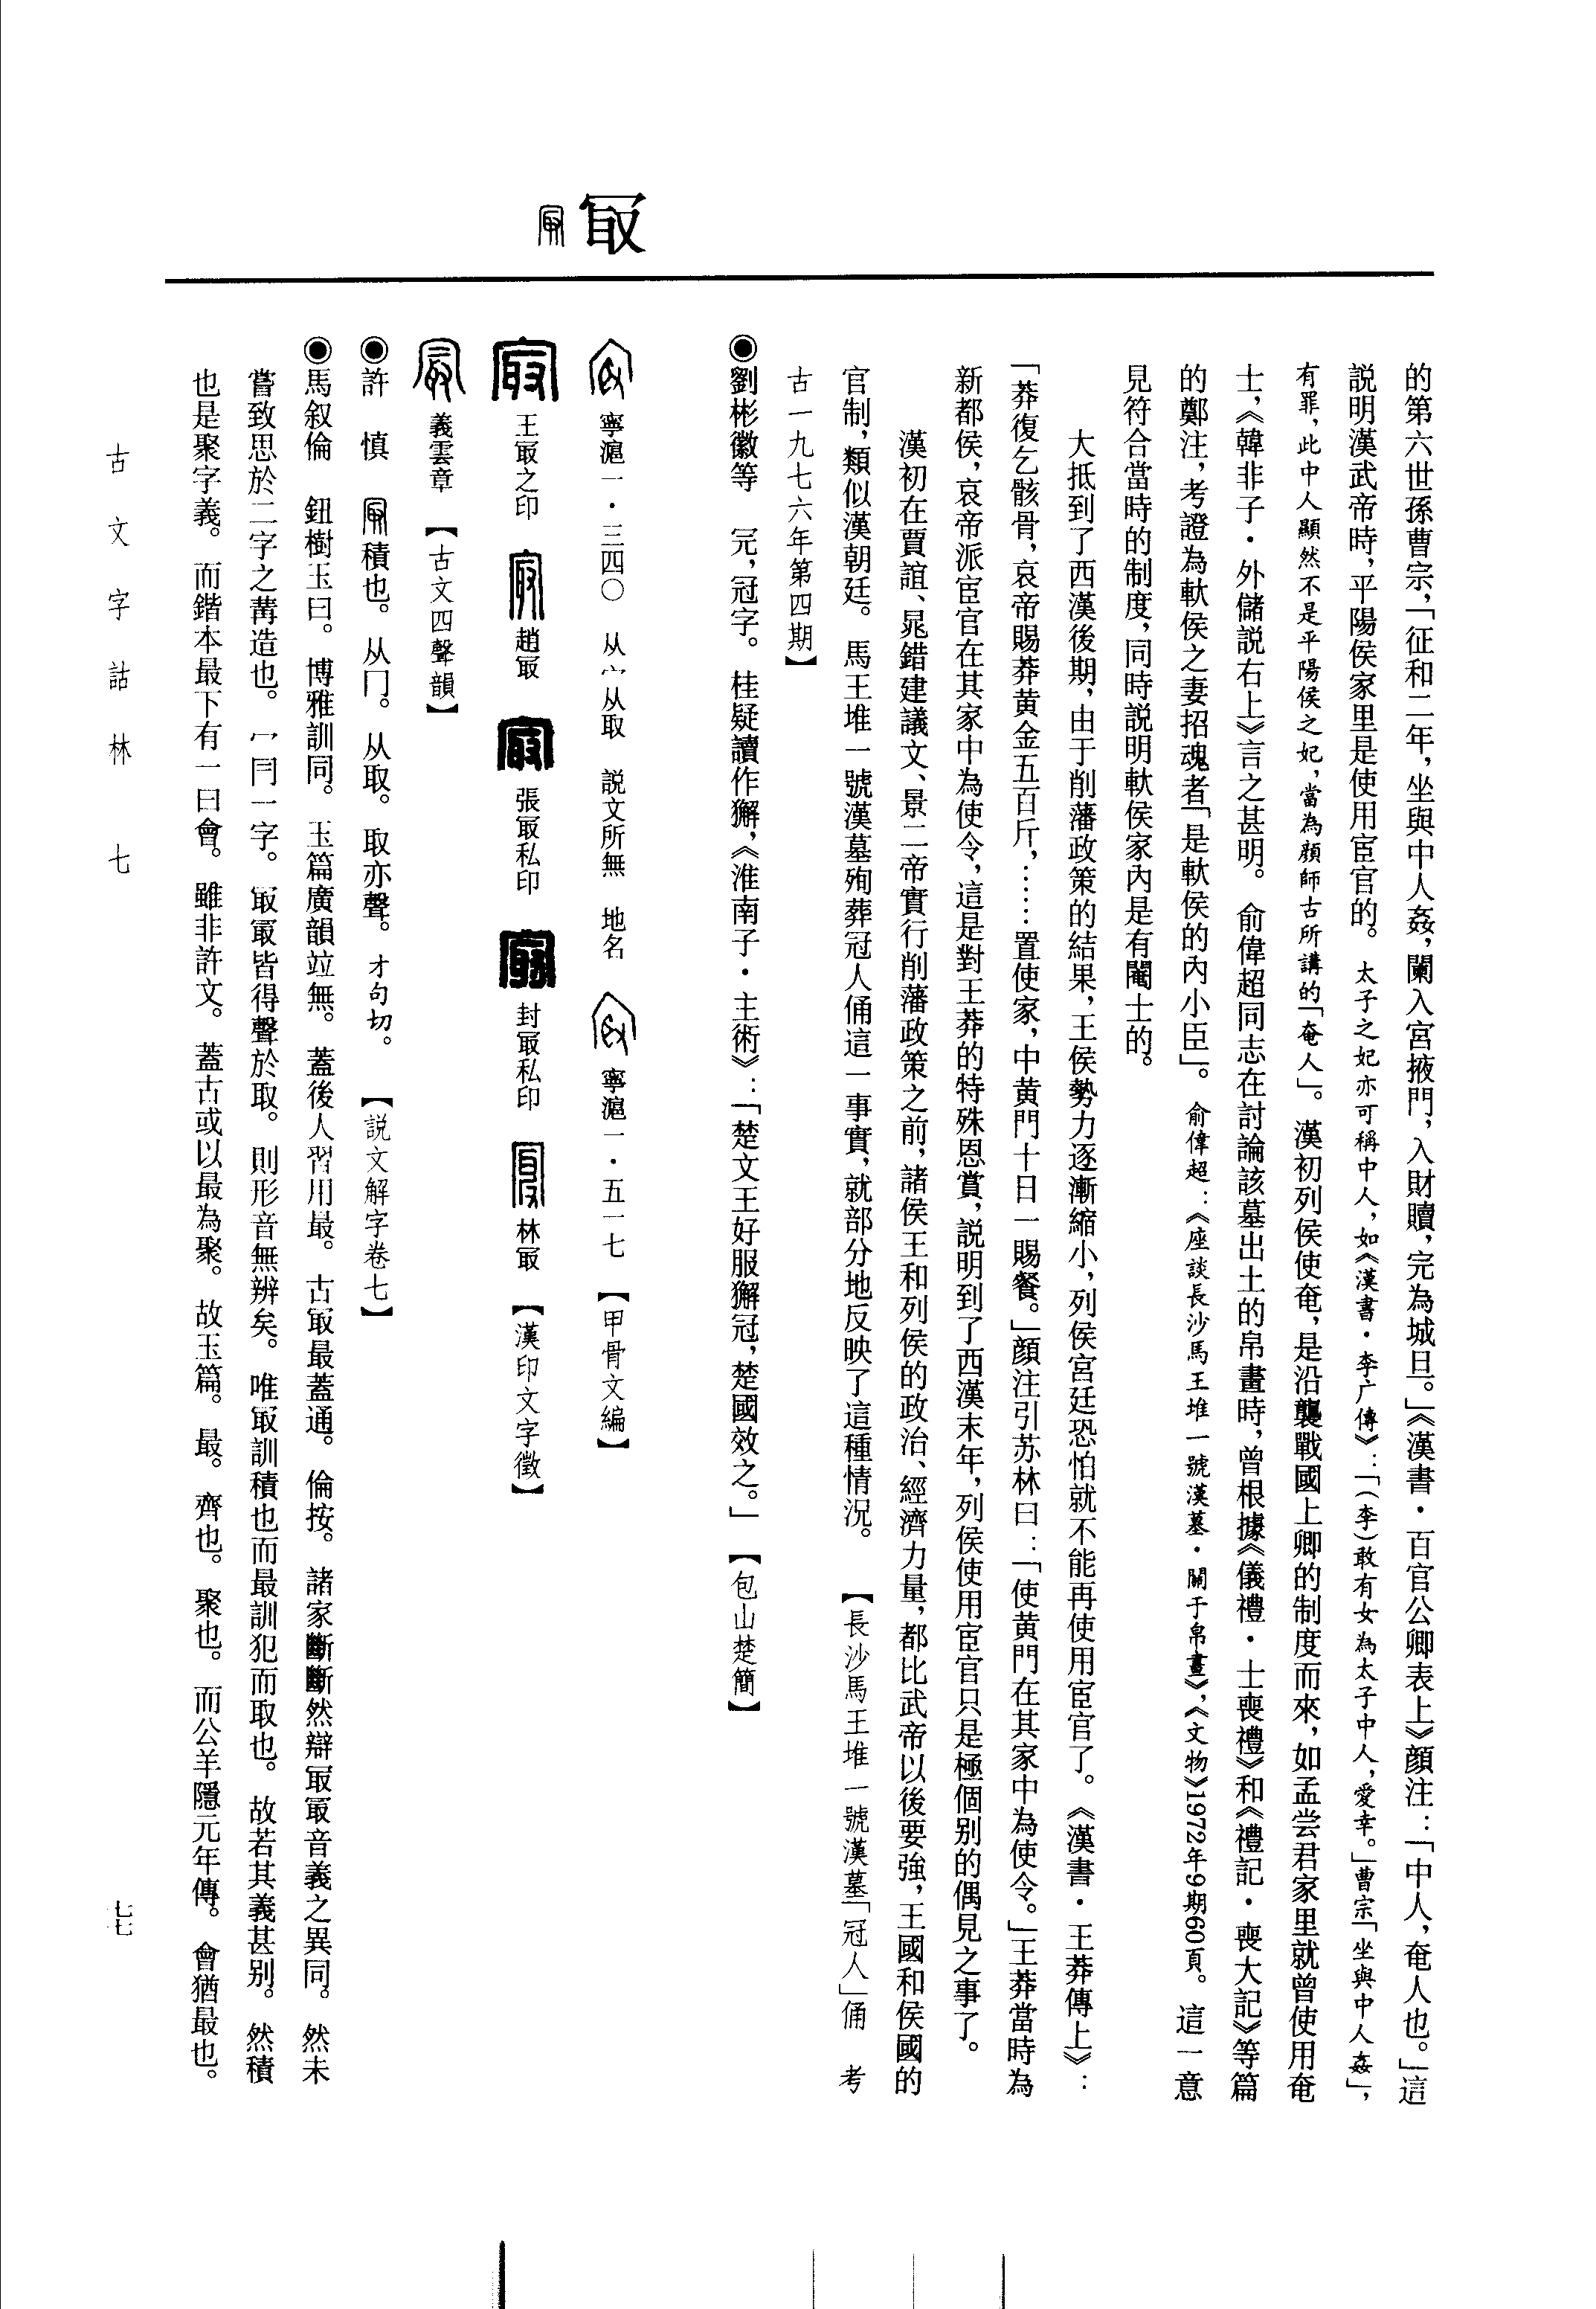 冣
的第六世孫曹宗，「征和二年，坐與中人姦，闌入宮掖門，入財贖，完為城旦。」《漢書・百官公卿表上》顏注：「中人，奄人也。」這
説明漢武帝時，平陽侯家里是使用宦官的。太子之妃亦可稱中人，如《漢書・李广傳》：「（李）敢有女為太子中人，愛幸。」曹宗「坐與中人姦」，
有罪，此中人顯然不是平陽侯之妃，當為顔師古所講的「奄人」。漢初列侯使奄，是沿襲戰國上卿的制度而來，如孟尝君家里就曾使用奄
士，《韓非子・外儲説右上》言之甚明。俞偉超同志在討論該墓出土的帛畫時，曾根據《儀禮・士喪禮》和《禮記・喪大記》等篇
的鄭注，考證為軑侯之妻招魂者「是軑侯的內小臣」。俞偉超：《座談長沙馬王堆一號漢墓・關于帛畫》，《文物》1972年9期60頁。這一意
見符合當時的制度，同時説明軑侯家內是有閹士的。
大抵到了西漢後期，由于削藩政策的結果，王侯勢力逐漸縮小，列侯宮廷恐怕就不能再使用宦官了。《漢書・王莽傳上》：
「莽復乞骸骨，哀帝賜莽黄金五百斤，……置使家，中黄門十日一賜餐。」顔注引苏林曰：「使黄門在其家中為使令。」王莽當時為
新都侯，哀帝派宦官在其家中為使令，這是對王莽的特殊恩賞，説明到了西漢末年，列侯使用宦官只是極個别的偶見之事了。
漢初在賈誼、晁錯建議文、景二帝實行削藩政策之前，諸侯王和列侯的政治、經濟力量，都比武帝以後要強，王國和侯國的
官制，類似漢朝廷。馬王堆一號漢墓殉葬冠人俑這一事實，就部分地反映了這種情況。【長沙馬王堆一號漢墓「冠人」俑　考
古一九七六年第四期】
◉劉彬徽等　冠字。桂疑讀作獬，《淮南子・主術》：「楚文王好服獬冠，楚國效之。」【包山楚簡】
寧滬一・三四〇　从宀从取　説文所無　地名　寧滬一・五一七【甲骨文編】
王冣之印　趙冣　張冣私印　封冣私印　林冣【漢印文字徵】
義雲章【古文四聲韻】
◉許　慎　積也。从冂。从取。取亦聲。才句切。【説文解字卷七】
◉馬叙倫　鈕樹玉曰。博雅訓同。玉篇廣韻竝無。蓋後人習用最。古冣最蓋通。倫按。諸家斷斷然辯冣最音義之異同。然未
嘗致思於二字之冓造也。冖冃一字。冣最皆得聲於取。則形音無辨矣。唯冣訓積也而最訓犯而取也。故若其義甚别。然積
也是聚字義。而鍇本最下有一曰會。雖非許文。蓋古或以最為聚。故玉篇。最。齊也。聚也。而公羊隱元年傳。會猶最也。
古文字詁林　七
七七